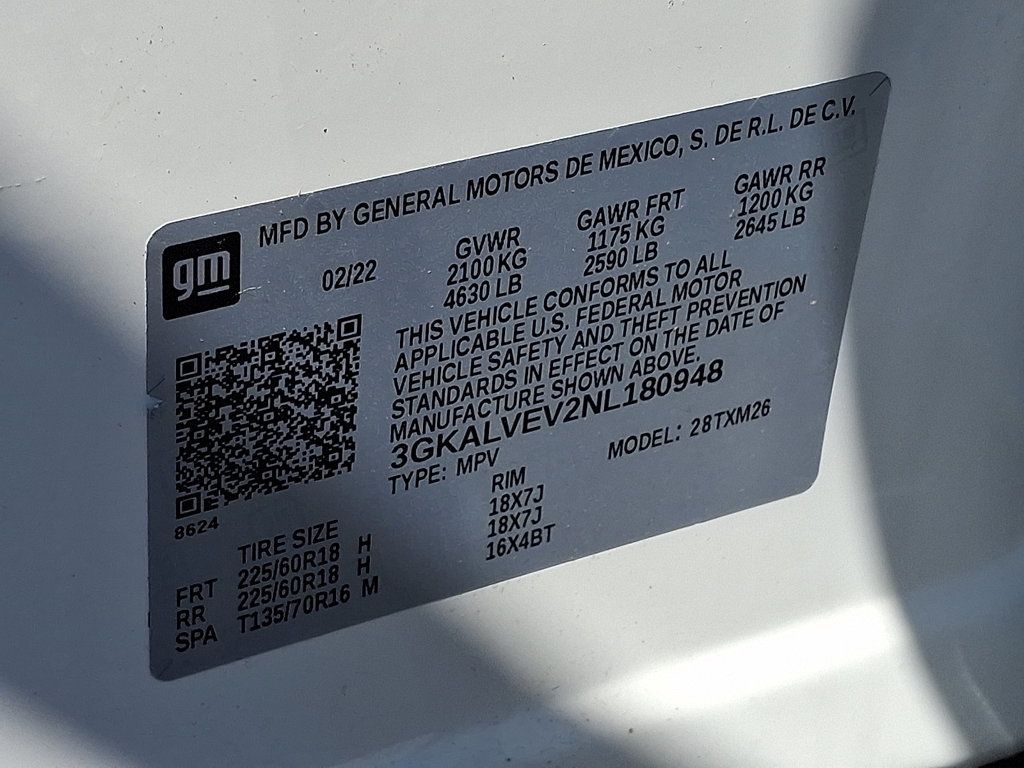 MFD BY GENERAL MOTORS DE MEXICO, S. DE R.L. DE C.V.
gm
02/22
GVWR GAWR FRT GAWR RR
2100 KG 1175 KG 1200 KG
4630 LB 2590 LB 2645 LB
THIS VEHICLE CONFORMS TO ALL
APPLICABLE U.S. FEDERAL MOTOR
VEHICLE SAFETY AND THEFT PREVENTION
STANDARDS IN EFFECT ON THE DATE OF
MANUFACTURE SHOWN ABOVE.
3GKALVEV2NL180948
TYPE: MPV MODEL: 28TXM26
8624
TIRE SIZE RIM
FRT 225/60R18 H 18X7J
RR 225/60R18 H 18X7J
SPA T135/70R16 M 16X4BT